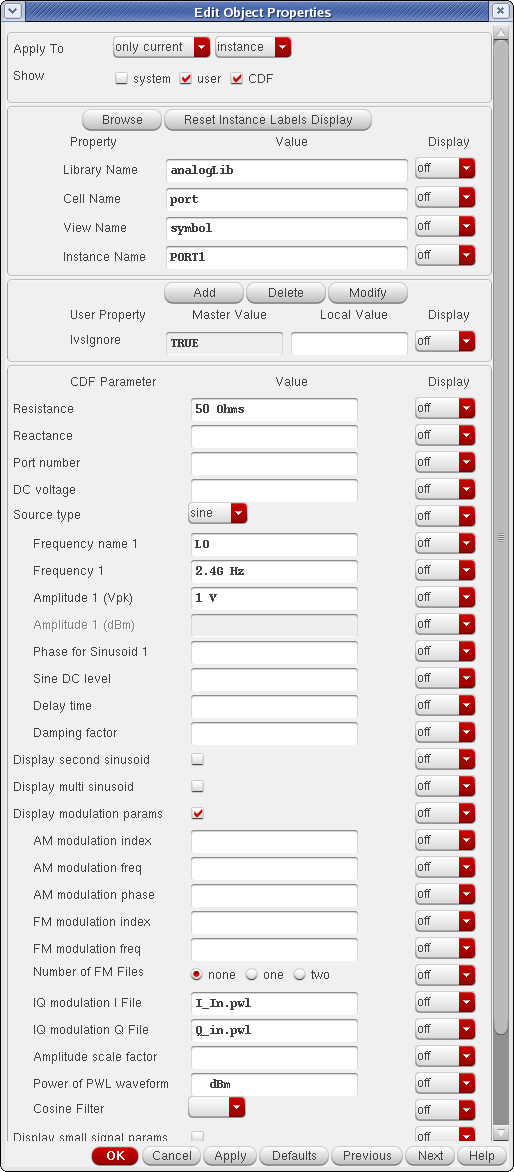 Edit Object Properties
Apply To only current instance
Show system user CDF
Browse Reset Instance Labels Display
Property Value Display
Library Name analogLib off
Cell Name port off
View Name symbol off
Instance Name PORT1 off
Add Delete Modify
User Property Master Value Local Value Display
lvsIgnore TRUE off
CDF Parameter Value Display
Resistance 50 Ohms off
Reactance off
Port number off
DC voltage off
Source type sine off
Frequency name 1 LO off
Frequency 1 2.4G Hz off
Amplitude 1 (Vpk) 1 V off
Amplitude 1 (dBm) off
Phase for Sinusoid 1 off
Sine DC level off
Delay time off
Damping factor off
Display second sinusoid off
Display multi sinusoid off
Display modulation params off
AM modulation index off
AM modulation freq off
AM modulation phase off
FM modulation index off
FM modulation freq off
Number of FM Files none one two off
IQ modulation I File I_In.pwl off
IQ modulation Q File Q_in.pwl off
Amplitude scale factor off
Power of PWL waveform dBm off
Cosine Filter off
Display small signal params off
OK Cancel Apply Defaults Previous Next Help